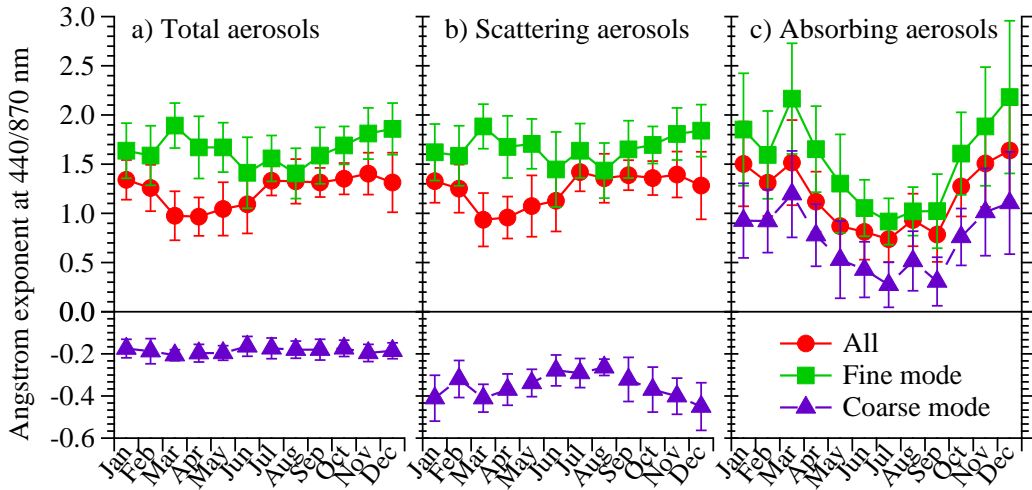 Angstrom exponent at 440/870 nm
3.0
2.5
2.0
1.5
1.0
0.5
0.0
-0.2
-0.4
-0.6
a) Total aerosols
b) Scattering aerosols
c) Absorbing aerosols
All
Fine mode
Coarse mode
Jan Feb Mar Apr May Jun Jul Aug Sep Oct Nov Dec
Jan Feb Mar Apr May Jun Jul Aug Sep Oct Nov Dec
Jan Feb Mar Apr May Jun Jul Aug Sep Oct Nov Dec